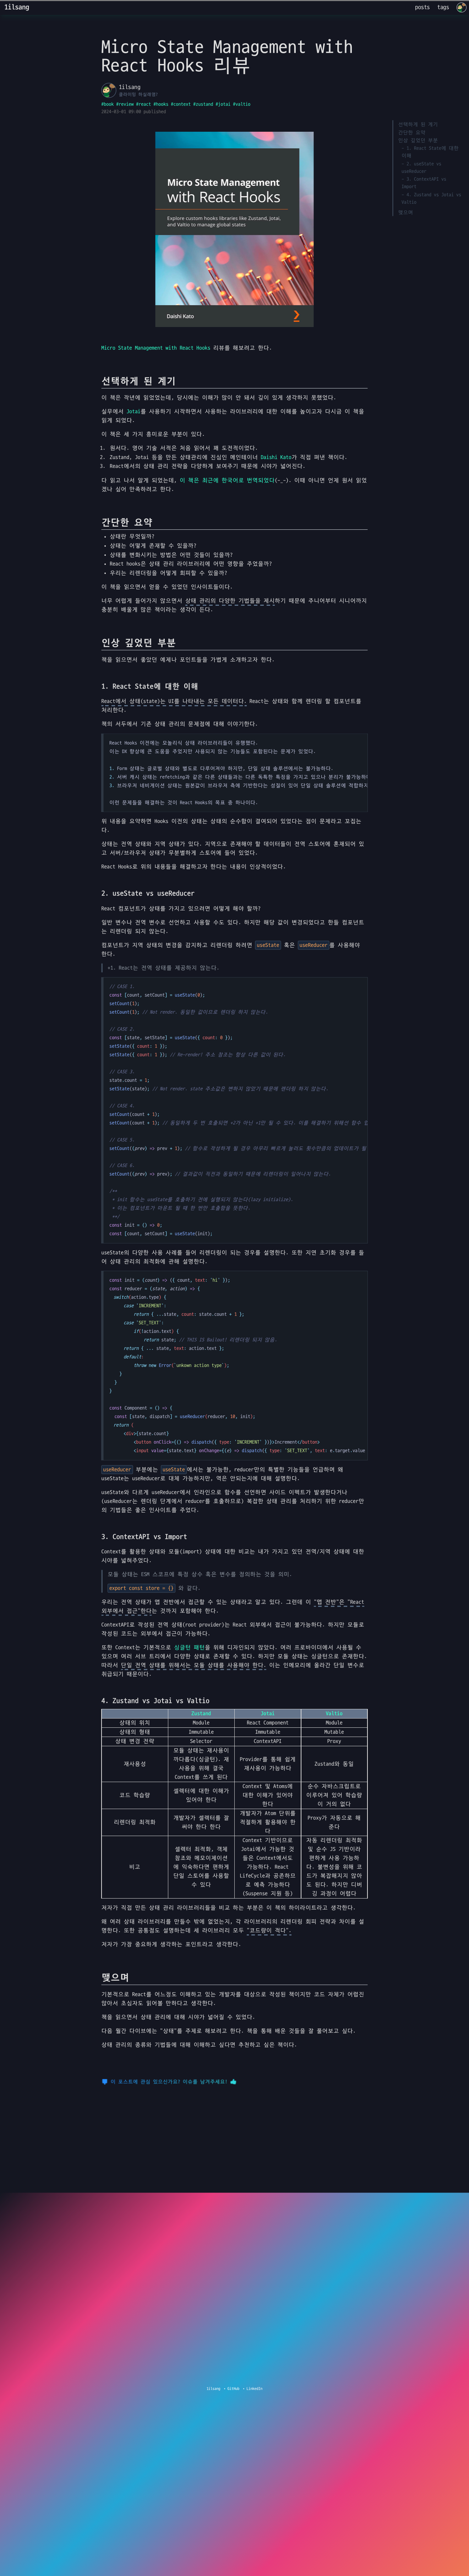 1ilsang
posts
tags
Micro State Management with
React Hooks 리뷰
1ilsang
#book #review #react #hooks #context #zustand #jotai #valtio
2024-03-01 09:00 published
선택하게 된 계기
간단한 요약
인상 깊었던 부분
- 1. React State에 대한
이해
- 2. useState vs
useReducer
- 3. ContextAPI vs
Import
- 4. Zustand vs Jotai vs
Valtio
맺으며
Micro State Management
with React Hooks
Explore custom hooks libraries like Zustand, Jotai,
and Valtio to manage global states
Daishi Kato
Micro State Management with React Hooks 리뷰를 해보려고 한다.
선택하게 된 계기
이 책은 작년에 읽었었는데, 당시에는 이해가 많이 안 돼서 깊이 있게 생각하지 못했었다.
실무에서 Jotai를 사용하기 시작하면서 사용하는 라이브러리에 대한 이해를 높이고자 다시금 이 책을
읽게 되었다.
이 책은 세 가지 흥미로운 부분이 있다.
1. 원서다. 영어 기술 서적은 처음 읽어서 꽤 도전적이었다.
2. Zustand, Jotai 등을 만든 상태관리에 진심인 메인테이너 Daishi Kato가 직접 펴낸 책이다.
3. React에서의 상태 관리 전략을 다양하게 보여주기 때문에 시야가 넓어진다.
다 읽고 나서 알게 되었는데, 이 책은 최근에 한국어로 번역되었다(-_-). 이때 아니면 언제 원서 읽었
겠나 싶어 만족하려고 한다.
간단한 요약
• 상태란 무엇일까?
• 상태는 어떻게 존재할 수 있을까?
• 상태를 변화시키는 방법은 어떤 것들이 있을까?
• React hooks은 상태 관리 라이브러리에 어떤 영향을 주었을까?
• 우리는 리렌더링을 어떻게 회피할 수 있을까?
이 책을 읽으면서 얻을 수 있었던 인사이트들이다.
너무 어렵게 들어가지 않으면서 상태 관리의 다양한 기법들을 제시하기 때문에 주니어부터 시니어까지
충분히 배울게 많은 책이라는 생각이 든다.
인상 깊었던 부분
책을 읽으면서 좋았던 예제나 포인트들을 가볍게 소개하고자 한다.
1. React State에 대한 이해
React에서 상태(state)는 UI를 나타내는 모든 데이터다. React는 상태와 함께 렌더링 할 컴포넌트를
처리한다.
책의 서두에서 기존 상태 관리의 문제점에 대해 이야기한다.
React Hooks 이전에는 모놀리식 상태 라이브러리들이 유행했다.
이는 DX 향상에 큰 도움을 주었지만 사용되지 않는 기능들도 포함된다는 문제가 있었다.
1. Form 상태는 글로벌 상태와 별도로 다루어져야 하지만, 단일 상태 솔루션에서는 불가능하다.
2. 서버 캐시 상태는 refetching과 같은 다른 상태들과는 다른 독특한 특징을 가지고 있으나 분리가 불가능하
3. 브라우저 네비게이션 상태는 원본값이 브라우저 측에 기반한다는 성질이 있어 단일 상태 솔루션에 적합하지
이런 문제들을 해결하는 것이 React Hooks의 목표 중 하나이다.
위 내용을 요약하면 Hooks 이전의 상태는 상태의 순수함이 결여되어 있었다는 점이 문제라고 꼬집는
다.
상태는 전역 상태와 지역 상태가 있다. 지역으로 존재해야 할 데이터들이 전역 스토어에 혼재되어 있
고 서버/브라우저 상태가 무분별하게 스토어에 들어 있었다.
React Hooks로 위의 내용들을 해결하고자 한다는 내용이 인상적이었다.
2. useState vs useReducer
React 컴포넌트가 상태를 가지고 있으려면 어떻게 해야 할까?
일반 변수나 전역 변수로 선언하고 사용할 수도 있다. 하지만 해당 값이 변경되었다고 한들 컴포넌트
는 리렌더링 되지 않는다.
컴포넌트가 지역 상태의 변경을 감지하고 리렌더링 하려면 useState 혹은 useReducer를 사용해야
한다.
*1. React는 전역 상태를 제공하지 않는다.
// CASE 1.
const [count, setCount] = useState(0);
setCount(1);
setCount(1); // Not render. 동일한 값이므로 렌더링 하지 않는다.
// CASE 2.
const [state, setState] = useState({ count: 0 });
setState({ count: 1 });
setState({ count: 1 }); // Re-render! 주소 참조는 항상 다른 값이 된다.
// CASE 3.
state.count = 1;
setState(state); // Not render. state 주소값은 변하지 않았기 때문에 렌더링 하지 않는다.
// CASE 4.
setCount(count + 1);
setCount(count + 1); // 동일하게 두 번 호출되면 n2가 아닌 n1만 될 수 있다. 이를 해결하기 위해선 함수 업
// CASE 5.
setCount((prev) => prev + 1); // 함수로 작성하게 될 경우 아무리 빠르게 눌러도 횟수만큼의 업데이트가 될
// CASE 6.
setCount((prev) => prev); // 결과값이 직전과 동일하기 때문에 리렌더링이 일어나지 않는다.
/**
* init 함수는 useState를 호출하기 전에 실행되지 않는다(lazy initialize).
* 이는 컴포넌트가 마운트 될 때 한 번만 호출됨을 뜻한다.
**/
const init = () => 0;
const [count, setCount] = useState(init);
useState의 다양한 사용 사례를 들어 리렌더링이 되는 경우를 설명한다. 또한 지연 초기화 경우를 들
어 상태 관리의 최적화에 관해 설명한다.
const init = (count) => ({ count, text: 'hi' });
const reducer = (state, action) => {
switch(action.type) {
case 'INCREMENT':
return { ...state, count: state.count + 1 };
case 'SET_TEXT':
if(!action.text) {
return state; // THIS IS Bailout! 리렌더링 되지 않음.
return { ... state, text: action.text };
default:
throw new Error('unkown action type');
}
}
}
const Component = () => {
const [state, dispatch] = useReducer(reducer, 10, init);
return (
<div>{state.count}
<button onClick={() => dispatch({ type: 'INCREMENT' })}>Increments</button>
<input value={state.text} onChange={(e) => dispatch({ type: 'SET_TEXT', text: e.target.value
useReducer 부분에는 useState에서는 불가능한, reducer만의 특별한 기능들을 언급하며 왜
useState는 useReducer로 대체 가능하지만, 역은 안되는지에 대해 설명한다.
useState와 다르게 useReducer에서 인라인으로 함수를 선언하면 사이드 이펙트가 발생한다거나
(useReducer는 렌더링 단계에서 reducer를 호출하므로) 복잡한 상태 관리를 처리하기 위한 reducer만
의 기법들은 좋은 인사이트를 주었다.
3. ContextAPI vs Import
Context를 활용한 상태와 모듈(import) 상태에 대한 비교는 내가 가지고 있던 전역/지역 상태에 대한
시야를 넓혀주었다.
모듈 상태는 ESM 스코프에 특정 상수 혹은 변수를 정의하는 것을 의미.
export const store = {} 와 같다.
우리는 전역 상태가 앱 전반에서 접근할 수 있는 상태라고 알고 있다. 그런데 이 "앱 전반"은 "React
외부에서 접근"한다는 것까지 포함해야 한다.
ContextAPI로 작성된 전역 상태(root provider)는 React 외부에서 접근이 불가능하다. 하지만 모듈로
작성된 코드는 외부에서 접근이 가능하다.
또한 Context는 기본적으로 싱글턴 패턴을 위해 디자인되지 않았다. 여러 프로바이더에서 사용될 수
있으며 여러 서브 트리에서 다양한 상태로 존재할 수 있다. 하지만 모듈 상태는 싱글턴으로 존재한다.
따라서 단일 전역 상태를 위해서는 모듈 상태를 사용해야 한다. 이는 인메모리에 올라간 단일 변수로
취급되기 때문이다.
4. Zustand vs Jotai vs Valtio
Zustand
Jotai
Valtio
상태의 위치
Module
React Component
Module
상태의 형태
Immutable
Immutable
Mutable
상태 변경 전략
Selector
ContextAPI
Proxy
재사용성
모듈 상태는 재사용이
까다롭다(싱글턴). 재
사용을 위해 결국
Context를 쓰게 된다
Provider를 통해 쉽게
재사용이 가능하다
Zustand와 동일
코드 학습량
셀렉터에 대한 이해가
있어야 한다
Context 및 Atoms에
대한 이해가 있어야
한다
순수 자바스크립트로
이루어져 있어 학습량
이 거의 없다
리렌더링 최적화
개발자가 셀렉터를 잘
써야 한다 한다
개발자가 Atom 단위를
적절하게 활용해야 한
다
Proxy가 자동으로 해
준다
비고
셀렉터 최적화, 객체
참조와 메모이제이션
에 익숙하다면 편하게
단일 스토어를 사용할
수 있다
Context 기반이므로
Jotai에서 가능한 것
들은 Context에서도
가능하다. React
LifeCycle과 공존하므
로 예측 가능하다
(Suspense 지원 등)
자동 리렌더링 최적화
및 순수 JS 기반이라
편하게 사용 가능하
다. 불변성을 위해 코
드가 복잡해지지 않아
도 된다. 하지만 디버
깅 과정이 어렵다
저자가 직접 만든 상태 관리 라이브러리들을 비교 하는 부분은 이 책의 하이라이트라고 생각한다.
왜 여러 상태 라이브러리를 만들수 밖에 없었는지, 각 라이브러리의 리렌더링 회피 전략과 차이를 설
명한다. 또한 공통점도 설명하는데 세 라이브러리 모두 "코드량이 적다".
저자가 가장 중요하게 생각하는 포인트라고 생각한다.
맺으며
기본적으로 React를 어느정도 이해하고 있는 개발자를 대상으로 작성된 책이지만 코드 자체가 어렵진
않아서 초심자도 읽어볼 만하다고 생각한다.
책을 읽으면서 상태 관리에 대해 시야가 넓어질 수 있었다.
다음 월간 다이브에는 "상태"를 주제로 해보려고 한다. 책을 통해 배운 것들을 잘 풀어보고 싶다.
상태 관리의 종류와 기법들에 대해 이해하고 싶다면 추천하고 싶은 책이다.
이 포스트에 관심 있으신가요? 이슈를 남겨주세요!
1ilsang • GitHub • LinkedIn